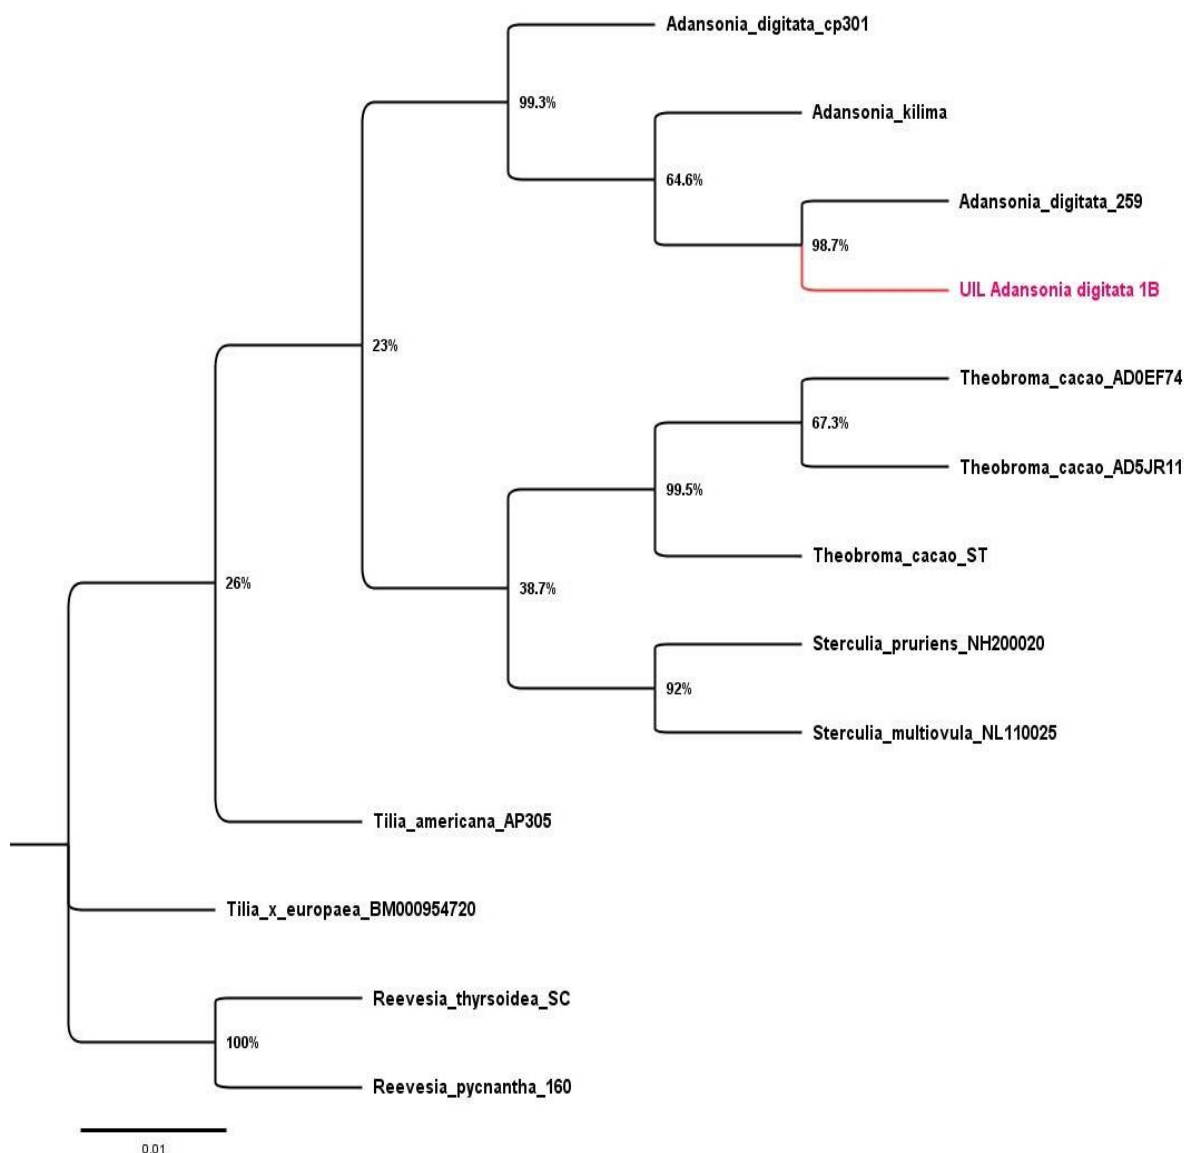 Adansonia_digitata_cp301
99.3%
Adansonia_kilima
64.6%
Adansonia_digitata_259
98.7%
UIL Adansonia digitata 1B
23%
Theobroma_cacao_AD0EF74
67.3%
Theobroma_cacao_AD5JR11
99.5%
Theobroma_cacao_ST
26%
38.7%
Sterculia_pruriens_NH200020
92%
Sterculia_multiovula_NL110025
Tilia_americana_AP305
Tilia_x_europaea_BM000954720
Reevesia_thyrsoidea_SC
100%
Reevesia_pycnantha_160
0.01